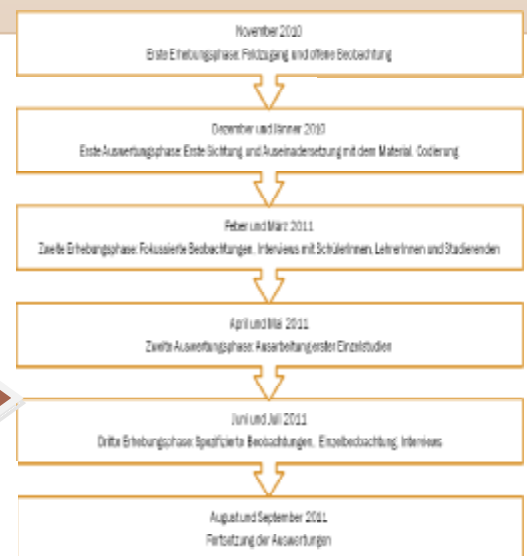 November 2010
Erste Erhebungsphase: Feldzugang und offene Beobachtung
Dezember und Jänner 2010
Erste Auswertungsphase: Erste Sichtung und Auseinadersetzung mit dem Material. Codierung
Feber und März 2011
Zweite Erhebungsphase: Fokussierte Beobachtungen. Interviews mit SchülerInnen, LehrerInnen und Studierenden
April und Mai 2011
Zweite Auswertungsphase: Ausarbeitung erster Einzelstudien
Juni und Juli 2011
Dritte Erhebungsphase: Spezifizierte Beobachtungen, Einzelbeobachtung, Interviews
August und September 2011
Fortsetzung der Auswertungen